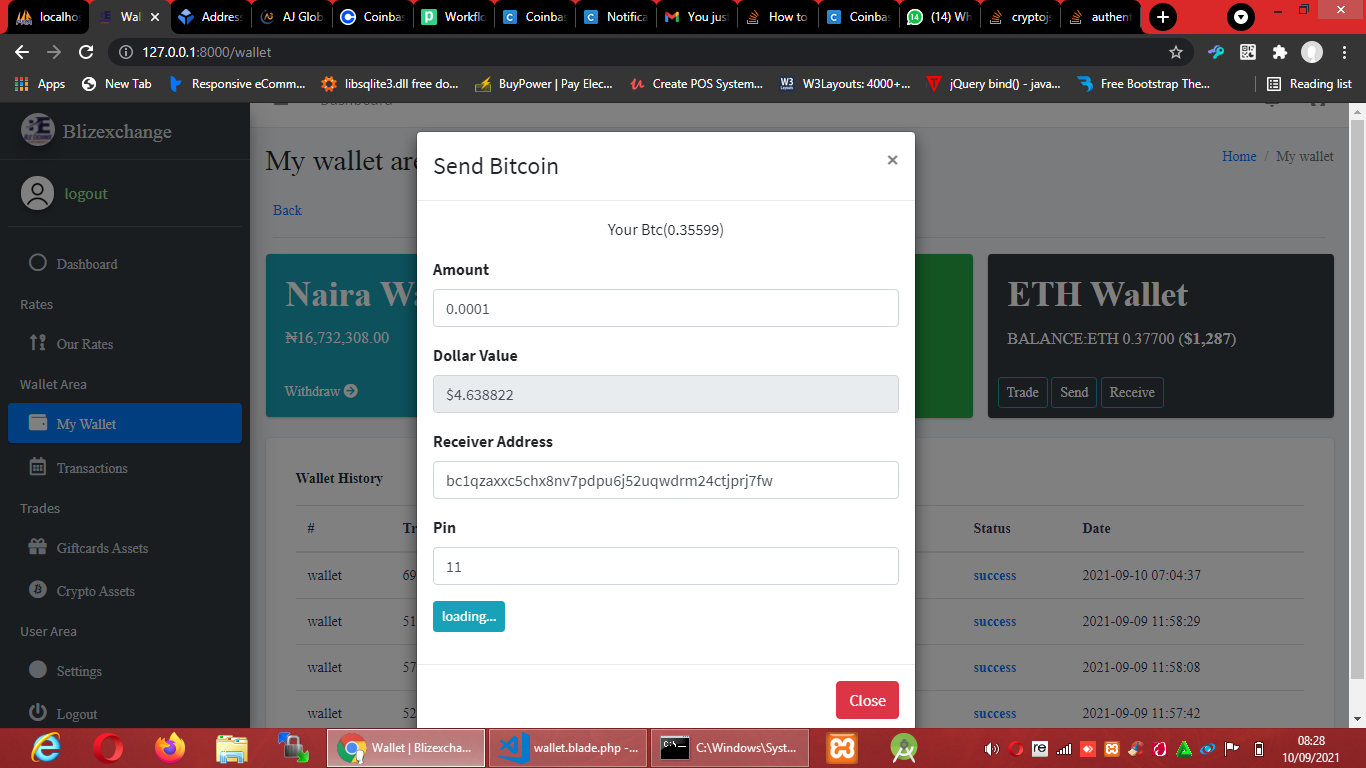 localhos
Wal
Address
AJ Glob
Coinbas
Workflo
Coinbas
Notifica
You just
How to
Coinbas
(14) Wh
cryptojs
authent
127.0.0.1:8000/wallet
Apps
New Tab
Responsive eComm...
libsqlite3.dll free do...
BuyPower | Pay Elec...
Create POS System...
W3Layouts: 4000+...
jQuery bind() - java...
Free Bootstrap The...
Reading list
Blizexchange
logout
Dashboard
Rates
Our Rates
Wallet Area
My Wallet
Transactions
Trades
Giftcards Assets
Crypto Assets
User Area
Settings
Logout
Dashboard
My wallet are
Home / My wallet
Back
Naira Wa
₦16,732,308.00
Withdraw
ETH Wallet
BALANCE:ETH 0.37700 ($1,287)
Trade Send Receive
Wallet History
# Tr Status Date
wallet 69 success 2021-09-10 07:04:37
wallet 51 success 2021-09-09 11:58:29
wallet 57 success 2021-09-09 11:58:08
wallet 52 success 2021-09-09 11:57:42
Send Bitcoin
×
Your Btc(0.35599)
Amount
0.0001
Dollar Value
$4.638822
Receiver Address
bc1qzaxxc5chx8nv7pdpu6j52uqwdrm24ctjprj7fw
Pin
11
loading...
Close
Wallet | Blizexcha...
wallet.blade.php -...
C:\Windows\Syst...
08:28
10/09/2021